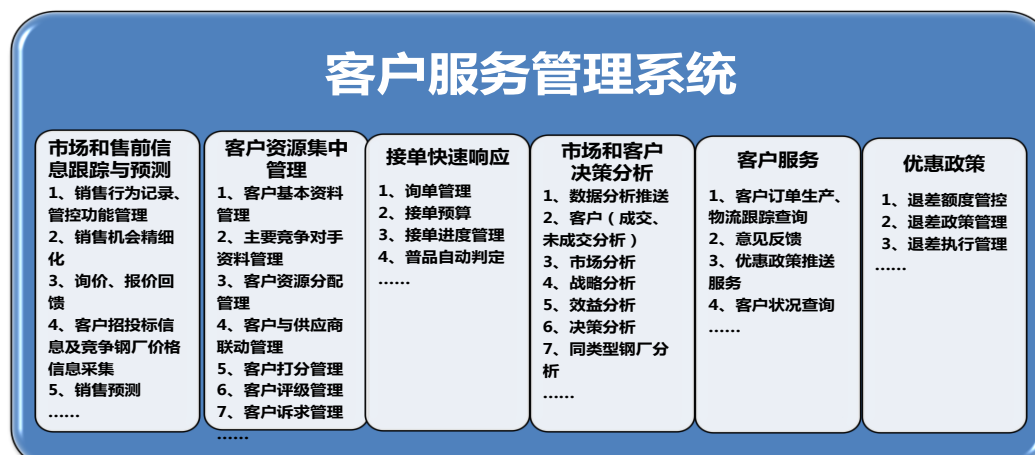 客户服务管理系统
市场和售前信
息跟踪与预测
1、销售行为记录、
管控功能管理
2、销售机会精细
化
3、询价、报价回
馈
4、客户招投标信
息及竞争钢厂价格
信息采集
5、销售预测
……
客户资源集中
管理
1、客户基本资料
管理
2、主要竞争对手
资料管理
3、客户资源分配
管理
4、客户与供应商
联动管理
5、客户打分管理
6、客户评级管理
7、客户诉求管理
……
接单快速响应
1、询单管理
2、接单预算
3、接单进度管理
4、普品自动判定
……
市场和客户
决策分析
1、数据分析推送
2、客户（成交、
未成交分析）
3、市场分析
4、战略分析
5、效益分析
6、决策分析
7、同类型钢厂分
析
……
客户服务
1、客户订单生产、
物流跟踪查询
2、意见反馈
3、优惠政策推送
服务
4、客户状况查询
……
优惠政策
1、退差额度管控
2、退差政策管理
3、退差执行管理
……